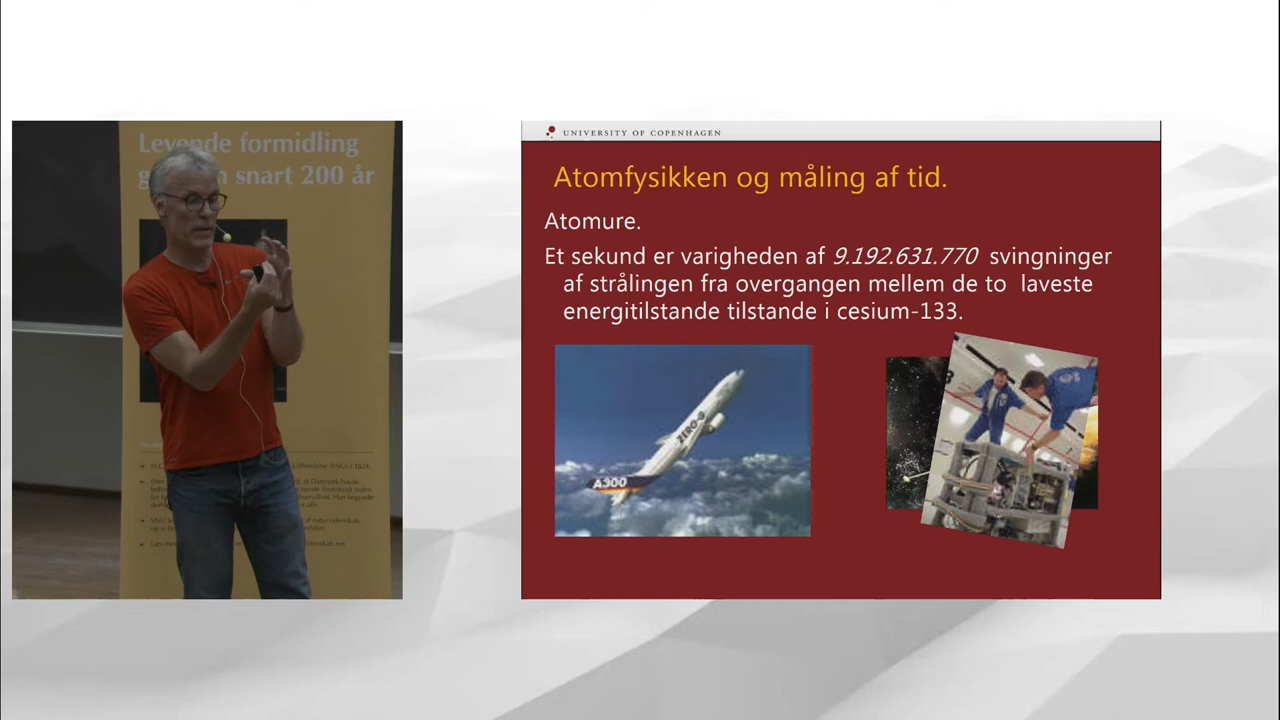 Levende formidling
snart 200 år
UNIVERSITY OF COPENHAGEN
Atomfysikken og måling af tid.
Atomure.
Et sekund er varigheden af 9.192.631.770 svingninger
af strålingen fra overgangen mellem de to laveste
energitilstande tilstande i cesium-133.
ZERO-G
A300